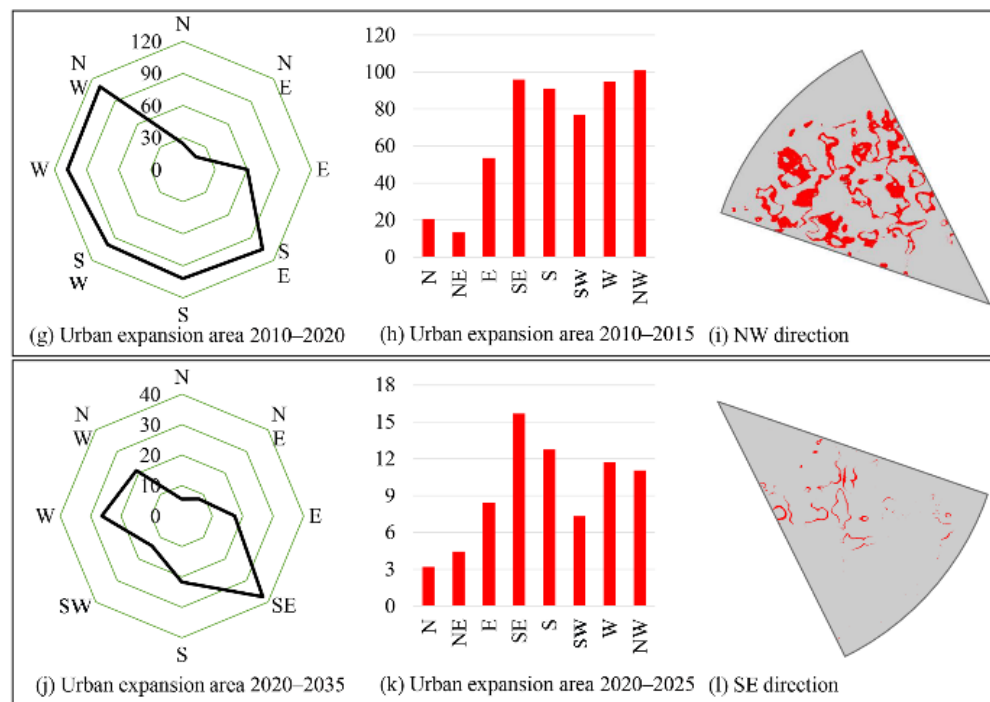 N
120
90
60
30
0
N
W
N
E
W
E
S
W
S
E
S
(g) Urban expansion area 2010–2020
120
100
80
60
40
20
0
N NE E SE S SW W NW
(h) Urban expansion area 2010–2015
(i) NW direction
N
40
30
20
10
0
N
W
N
E
W
E
SW
SE
S
(j) Urban expansion area 2020–2035
18
15
12
9
6
3
0
N NE E SE S SW W NW
(k) Urban expansion area 2020–2025
(l) SE direction